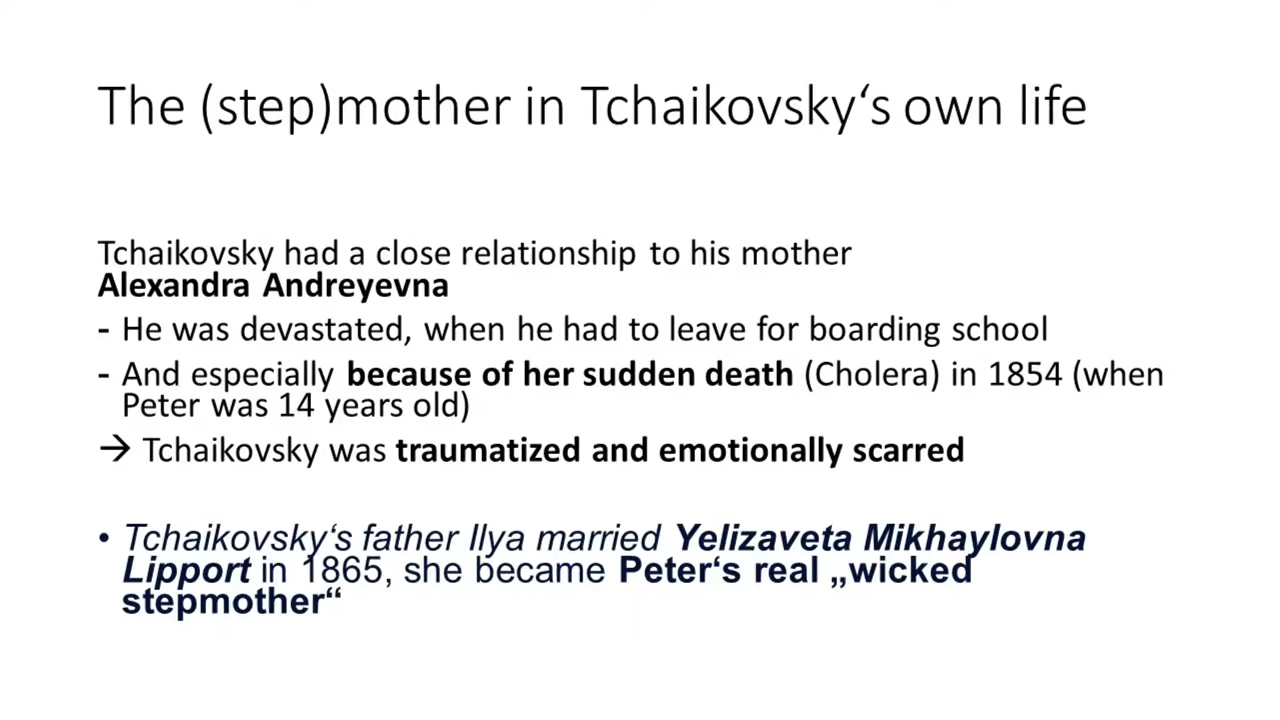 The (step)mother in Tchaikovsky‘s own life
Tchaikovsky had a close relationship to his mother
Alexandra Andreyevna
- He was devastated, when he had to leave for boarding school
- And especially because of her sudden death (Cholera) in 1854 (when
Peter was 14 years old)
→ Tchaikovsky was traumatized and emotionally scarred
• Tchaikovsky‘s father Ilya married Yelizaveta Mikhaylovna
Lipport in 1865, she became Peter‘s real „wicked
stepmother“